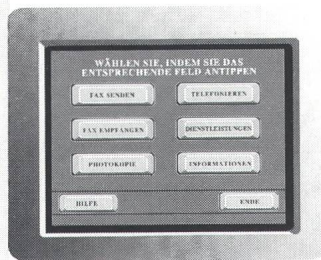 WÄHLEN SIE, INDEM SIE DAS
ENTSPRECHENDE FELD ANTIPPEN
FAX SENDEN
TELEFONIEREN
FAX EMPFANGEN
DIENSTLEISTUNGEN
PHOTOKOPIE
INFORMATIONEN
HILFE
ENDE